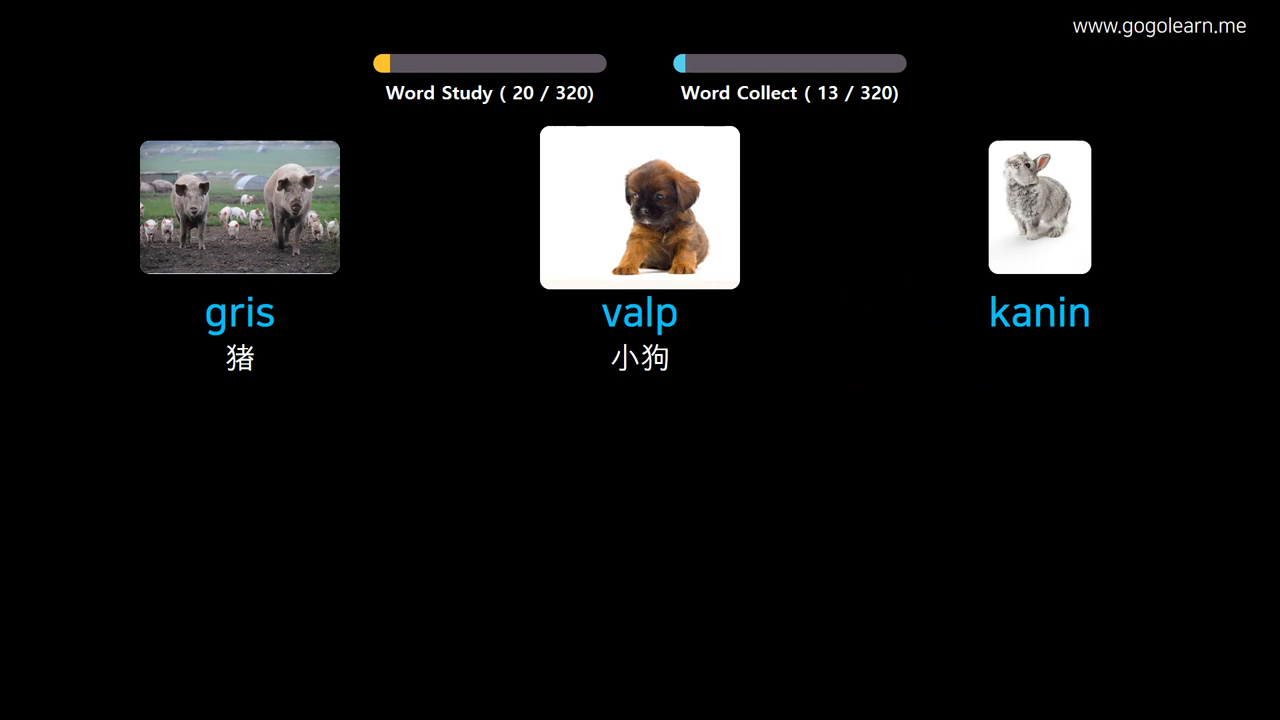 www.gogolearn.me
Word Study ( 20 / 320)
Word Collect ( 13 / 320)
gris
valp
kanin
猪
小狗